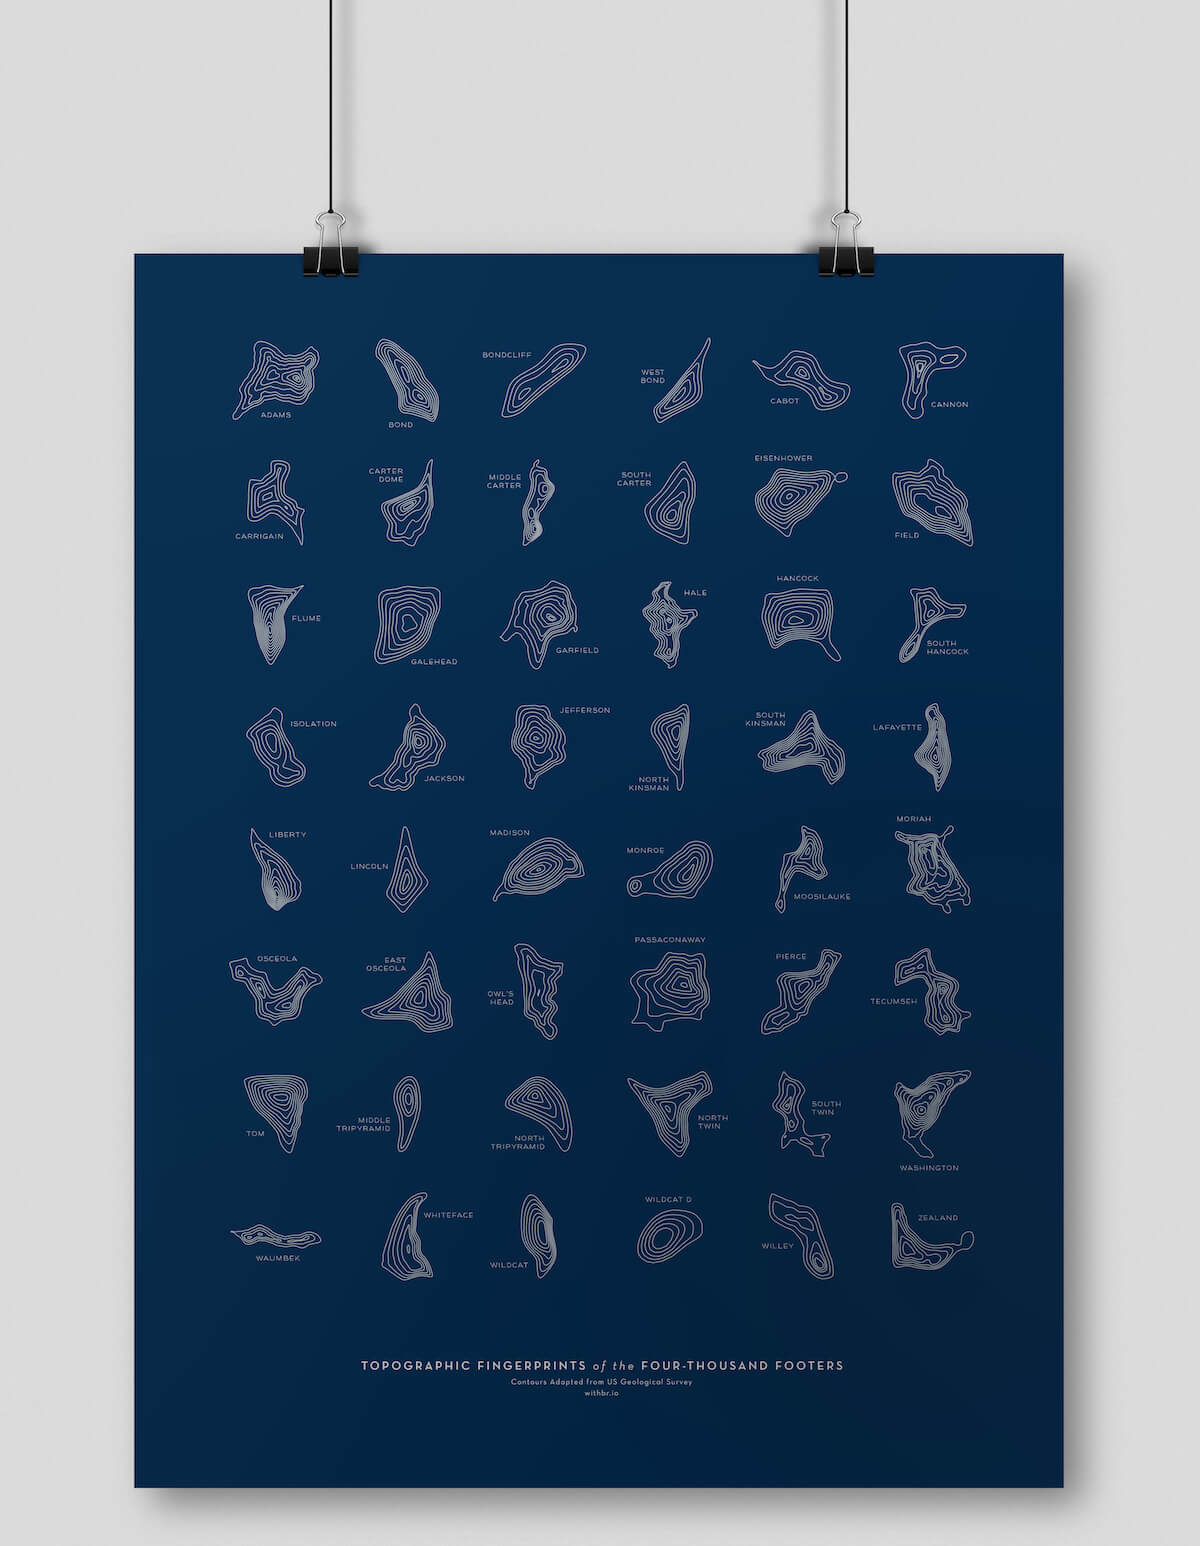 ADAMS
BOND
BONDCLIFF
WEST
BOND
CABOT
CANNON
CARRIGAIN
CARTER
DOME
MIDDLE
CARTER
SOUTH
CARTER
EISENHOWER
FIELD
FLUME
GALEHEAD
GARFIELD
HALE
HANCOCK
SOUTH
HANCOCK
ISOLATION
JACKSON
JEFFERSON
NORTH
KINSMAN
SOUTH
KINSMAN
LAFAYETTE
LIBERTY
LINCOLN
MADISON
MONROE
MOOSILAUKE
MORIAH
OSCEOLA
EAST
OSCEOLA
OWL'S
HEAD
PASSACONAWAY
PIERCE
TECUMSEH
TOM
MIDDLE
TRIPYRAMID
NORTH
TRIPYRAMID
NORTH
TWIN
SOUTH
TWIN
WASHINGTON
WAUMBEK
WHITEFACE
WILDCAT
WILDCAT D
WILLEY
ZEALAND
TOPOGRAPHIC FINGERPRINTS of the FOUR-THOUSAND FOOTERS
Contours Adapted from US Geological Survey
withbr.io